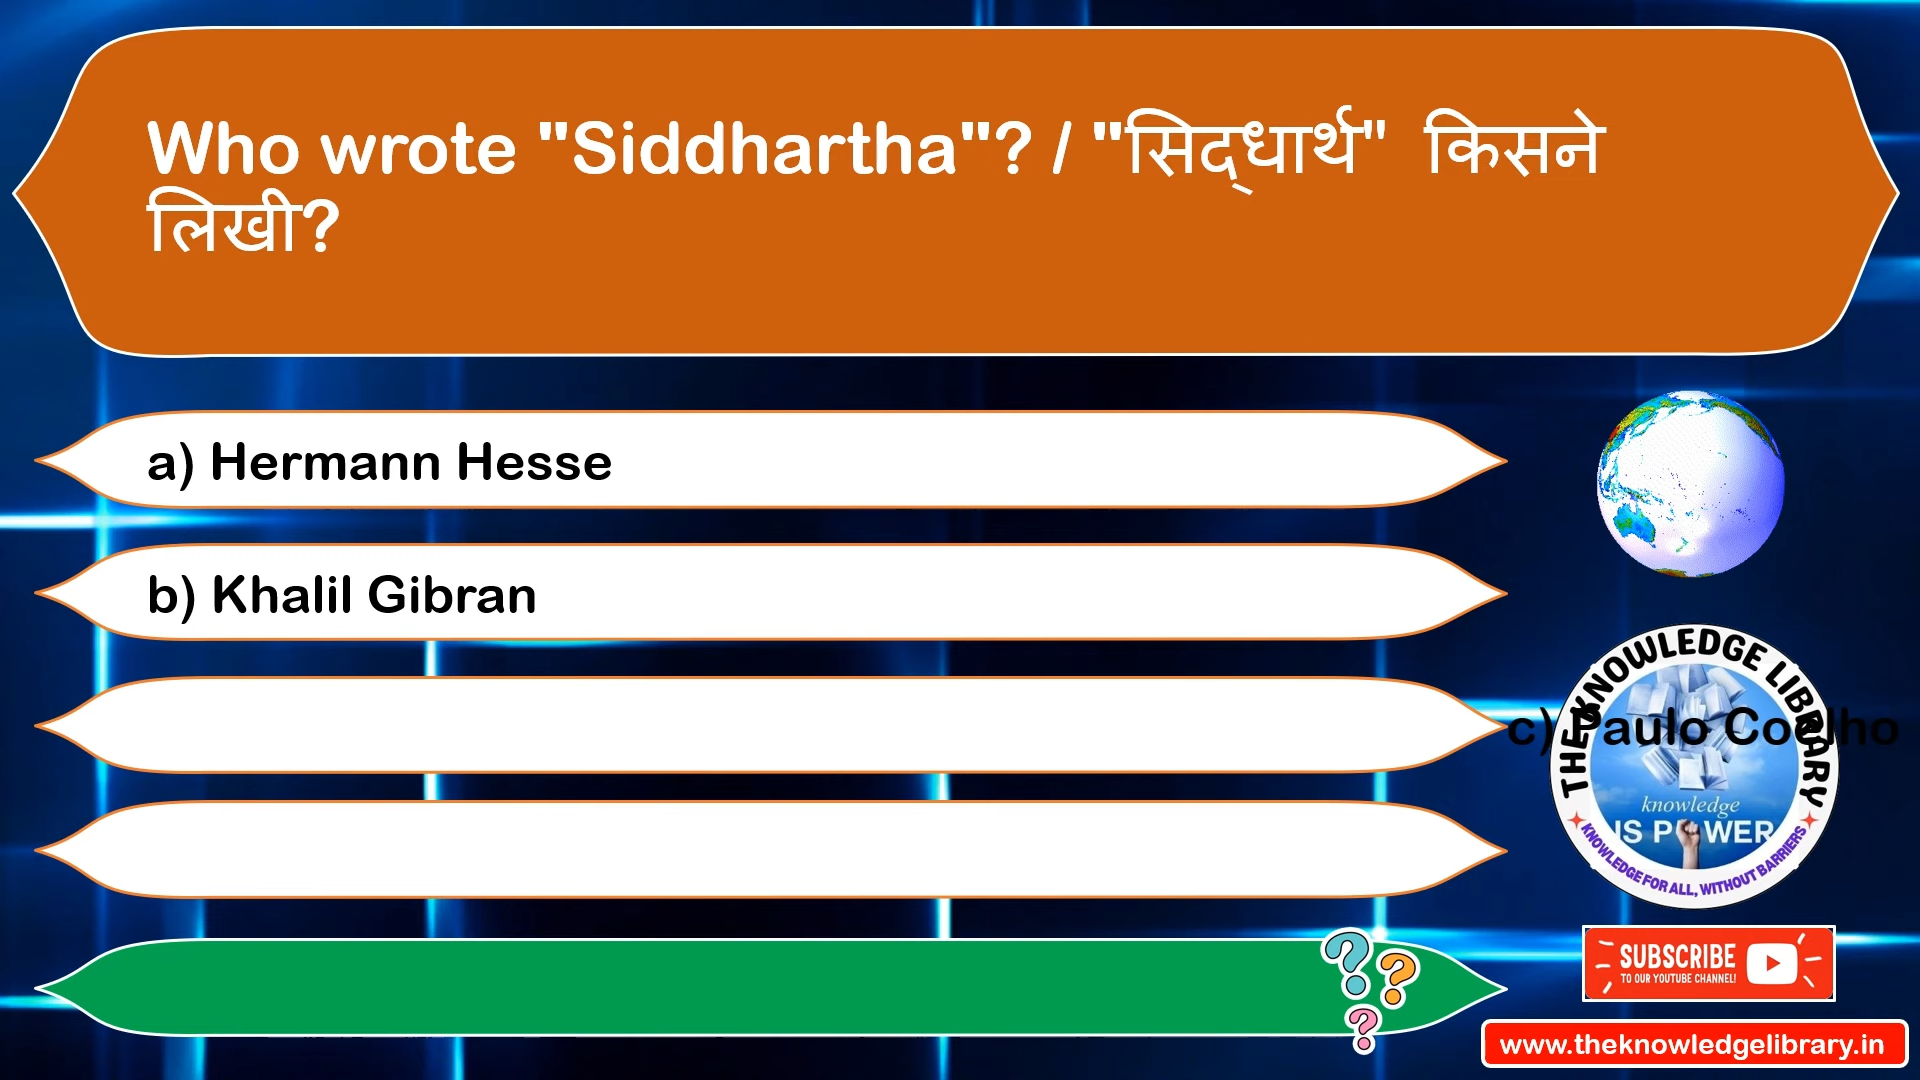 Who wrote "Siddhartha"? / "सिद्धार्थ" किसने
लिखी?
a) Hermann Hesse
b) Khalil Gibran
c) Paulo Coelho
THE KNOWLEDGE LIBRARY
knowledge
IS POWER
KNOWLEDGE FOR ALL, WITHOUT BARRIERS
SUBSCRIBE
TO OUR YOUTUBE CHANNEL!
www.theknowledgelibrary.in